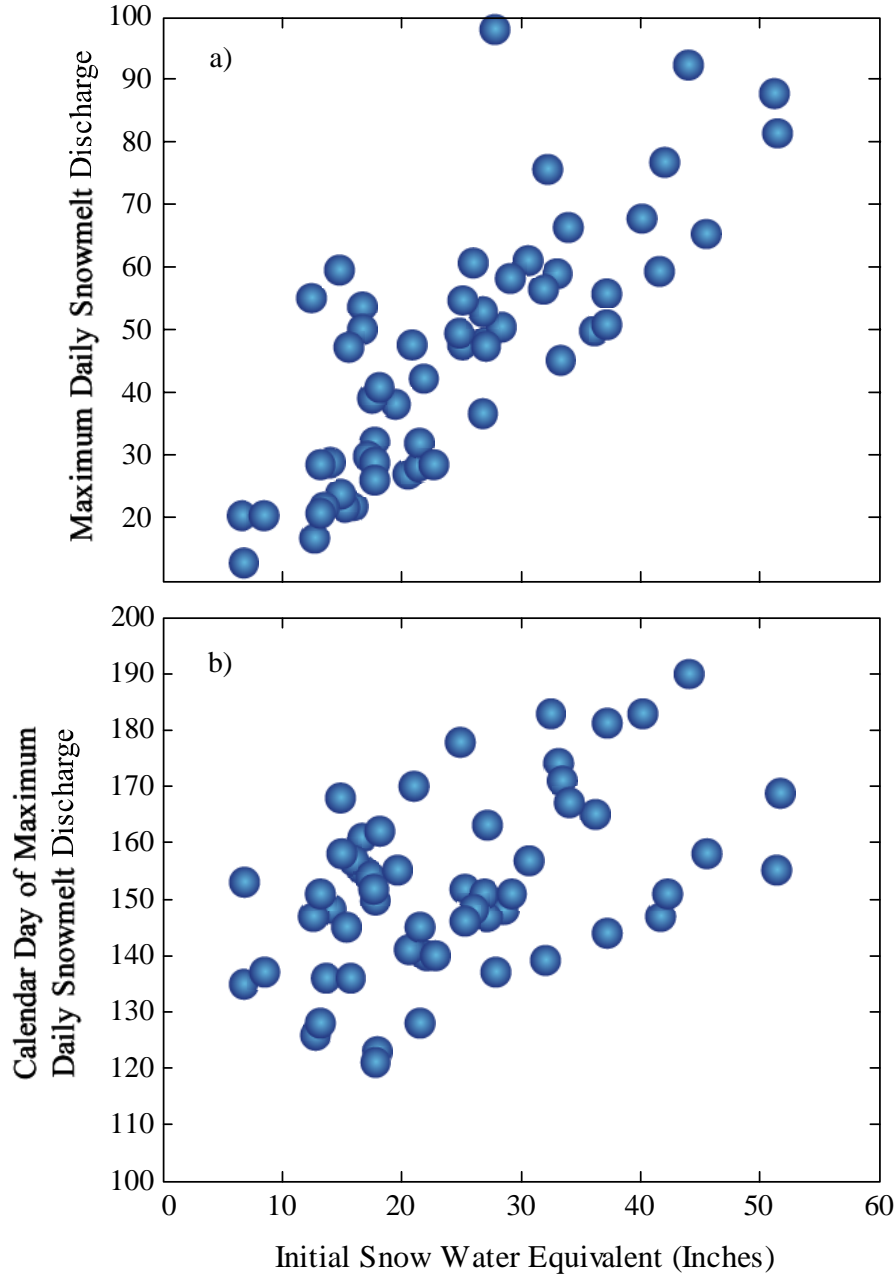 a)
Maximum Daily Snowmelt Discharge
100
90
80
70
60
50
40
30
20
b)
Calendar Day of Maximum
Daily Snowmelt Discharge
200
190
180
170
160
150
140
130
120
110
100
0 10 20 30 40 50 60
Initial Snow Water Equivalent (Inches)